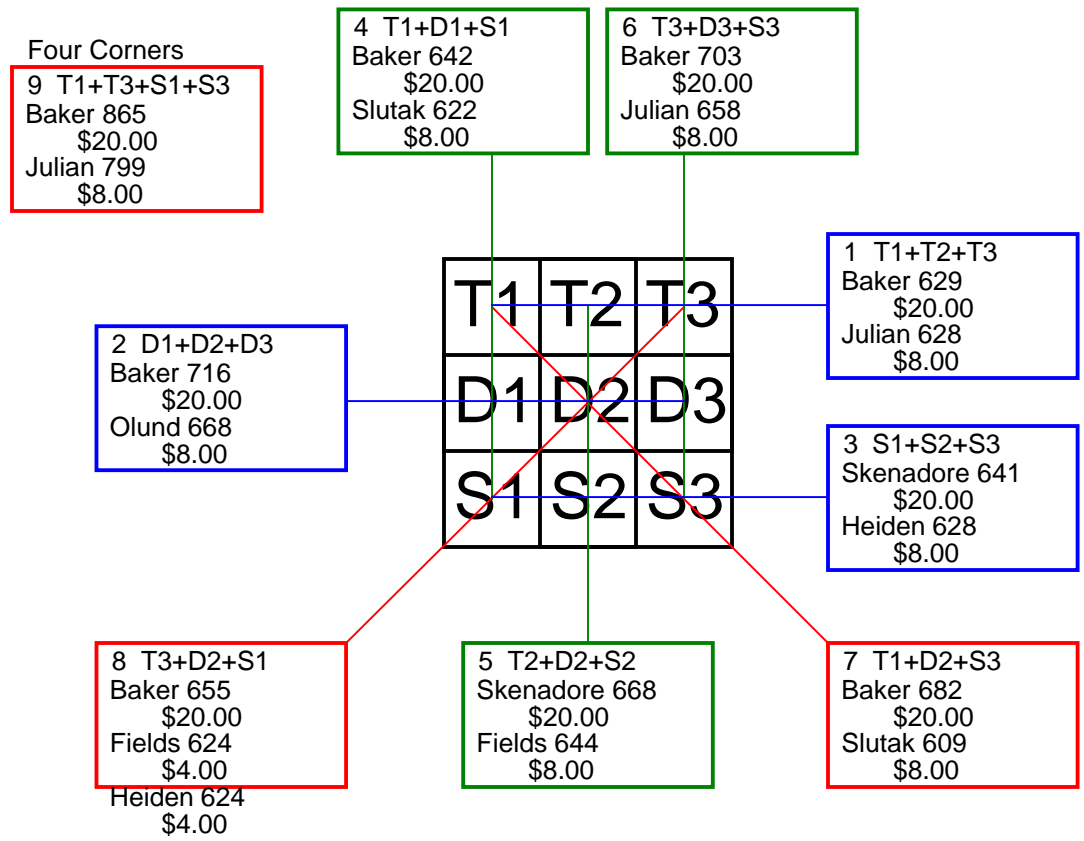 Four Corners
9 T1+T3+S1+S3
Baker 865
$20.00
Julian 799
$8.00
4 T1+D1+S1
Baker 642
$20.00
Slutak 622
$8.00
6 T3+D3+S3
Baker 703
$20.00
Julian 658
$8.00
1 T1+T2+T3
Baker 629
$20.00
Julian 628
$8.00
2 D1+D2+D3
Baker 716
$20.00
Olund 668
$8.00
T1 T2 T3
D1 D2 D3
S1 S2 S3
3 S1+S2+S3
Skenadore 641
$20.00
Heiden 628
$8.00
8 T3+D2+S1
Baker 655
$20.00
Fields 624
$4.00
Heiden 624
$4.00
5 T2+D2+S2
Skenadore 668
$20.00
Fields 644
$8.00
7 T1+D2+S3
Baker 682
$20.00
Slutak 609
$8.00